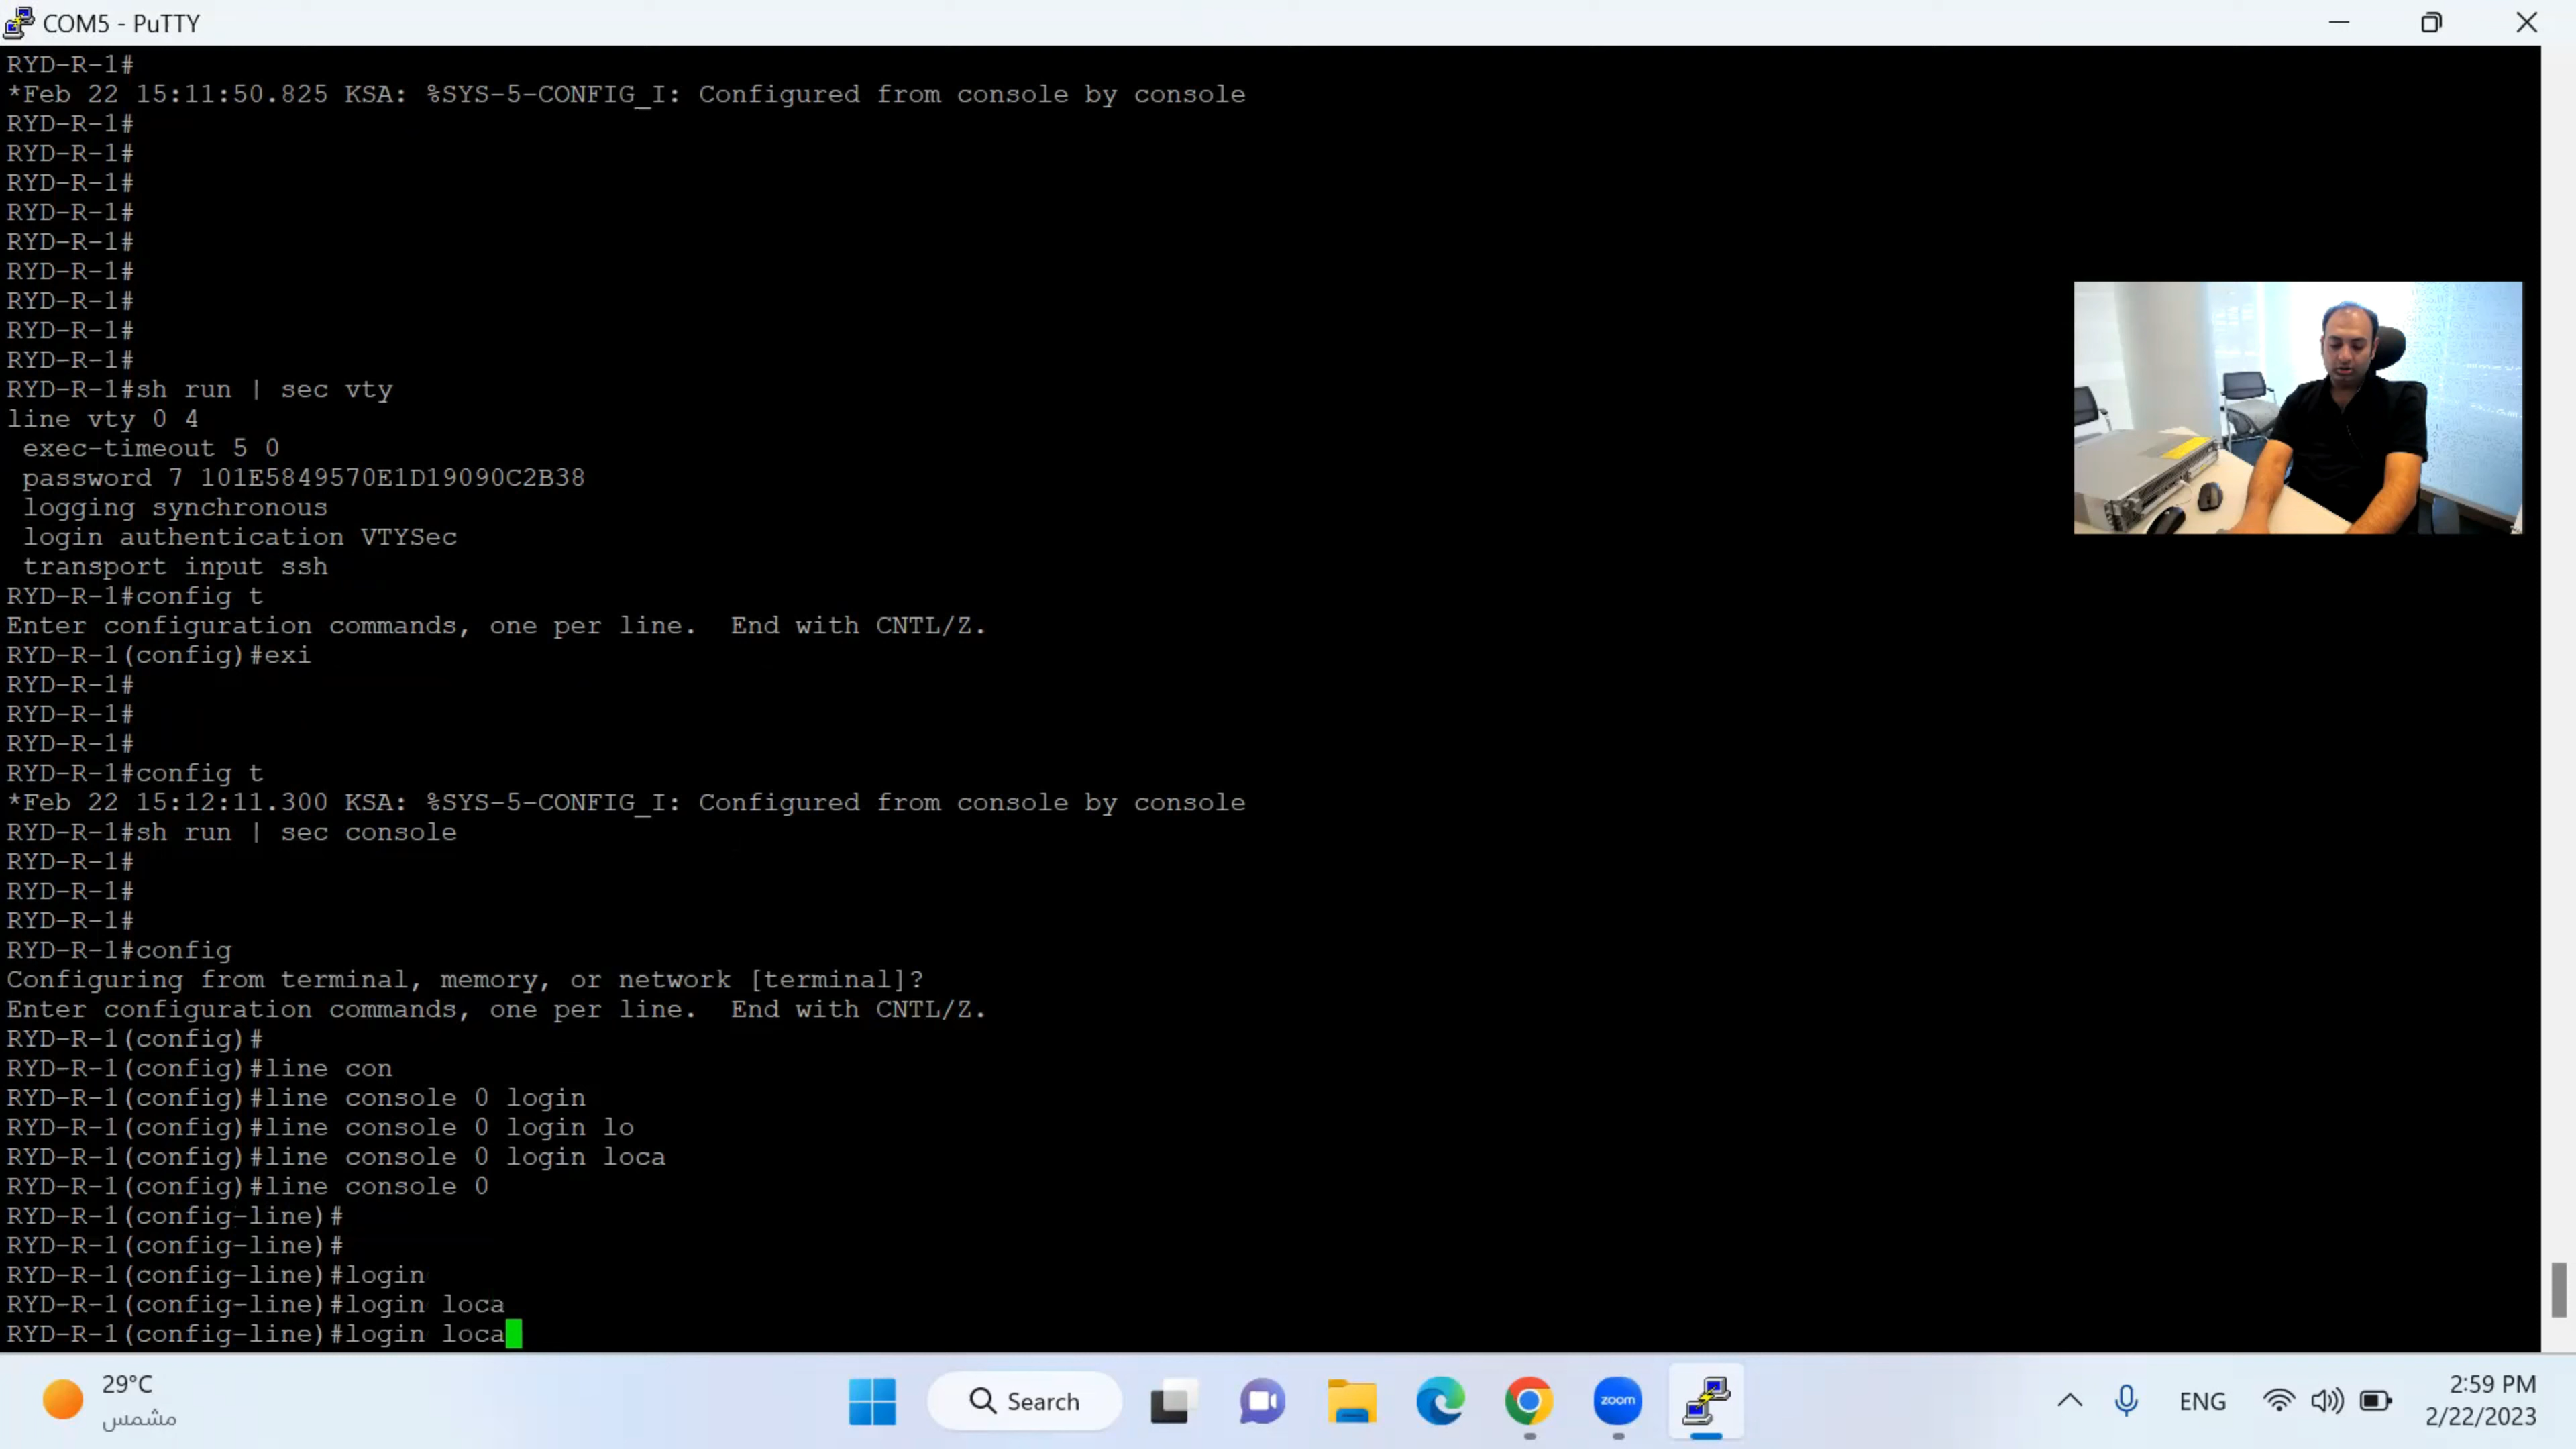 COM5 - PuTTY
RYD-R-1#
*Feb 22 15:11:50.825 KSA: %SYS-5-CONFIG_I: Configured from console by console
RYD-R-1#
RYD-R-1#
RYD-R-1#
RYD-R-1#
RYD-R-1#
RYD-R-1#
RYD-R-1#
RYD-R-1#
RYD-R-1#
RYD-R-1#sh run | sec vty
line vty 0 4
 exec-timeout 5 0
 password 7 101E5849570E1D19090C2B38
 logging synchronous
 login authentication VTYSec
 transport input ssh
RYD-R-1#config t
Enter configuration commands, one per line.  End with CNTL/Z.
RYD-R-1(config)#exi
RYD-R-1#
RYD-R-1#
RYD-R-1#
RYD-R-1#config t
*Feb 22 15:12:11.300 KSA: %SYS-5-CONFIG_I: Configured from console by console
RYD-R-1#sh run | sec console
RYD-R-1#
RYD-R-1#
RYD-R-1#
RYD-R-1#config
Configuring from terminal, memory, or network [terminal]?
Enter configuration commands, one per line.  End with CNTL/Z.
RYD-R-1(config)#
RYD-R-1(config)#line con
RYD-R-1(config)#line console 0 login
RYD-R-1(config)#line console 0 login lo
RYD-R-1(config)#line console 0 login loca
RYD-R-1(config)#line console 0
RYD-R-1(config-line)#
RYD-R-1(config-line)#
RYD-R-1(config-line)#login
RYD-R-1(config-line)#login loca
RYD-R-1(config-line)#login loca
29°C
مشمس
Search
zoom
ENG
2:59 PM
2/22/2023